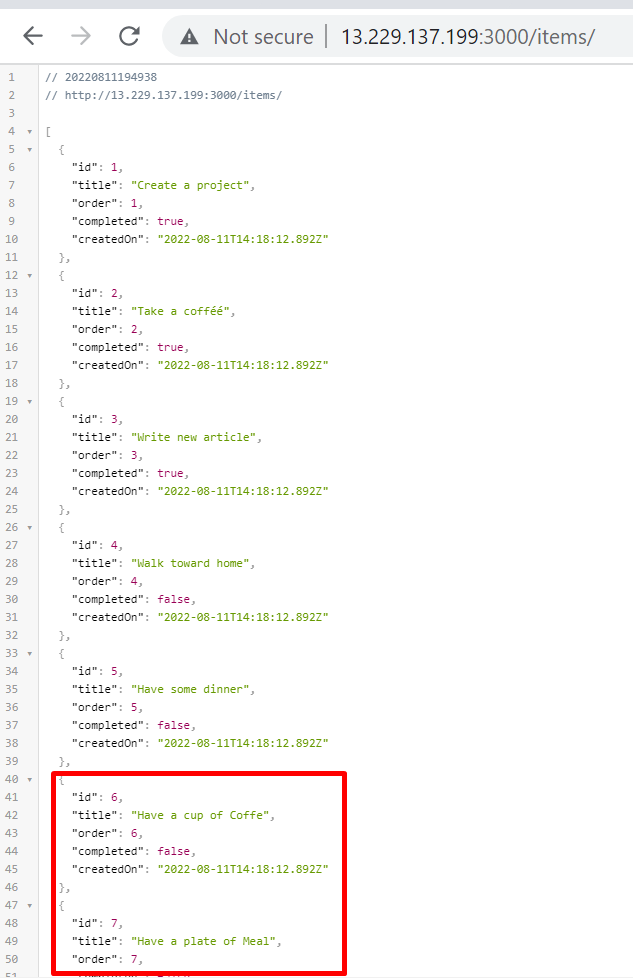 Not secure | 13.229.137.199:3000/items/
1 // 20220811194938
2 // http://13.229.137.199:3000/items/
3
4 [
5 {
6 "id": 1,
7 "title": "Create a project",
8 "order": 1,
9 "completed": true,
10 "createdOn": "2022-08-11T14:18:12.892Z"
11 },
12 {
13 "id": 2,
14 "title": "Take a cofféé",
15 "order": 2,
16 "completed": true,
17 "createdOn": "2022-08-11T14:18:12.892Z"
18 },
19 {
20 "id": 3,
21 "title": "Write new article",
22 "order": 3,
23 "completed": true,
24 "createdOn": "2022-08-11T14:18:12.892Z"
25 },
26 {
27 "id": 4,
28 "title": "Walk toward home",
29 "order": 4,
30 "completed": false,
31 "createdOn": "2022-08-11T14:18:12.892Z"
32 },
33 {
34 "id": 5,
35 "title": "Have some dinner",
36 "order": 5,
37 "completed": false,
38 "createdOn": "2022-08-11T14:18:12.892Z"
39 },
40 {
41 "id": 6,
42 "title": "Have a cup of Coffe",
43 "order": 6,
44 "completed": false,
45 "createdOn": "2022-08-11T14:18:12.892Z"
46 },
47 {
48 "id": 7,
49 "title": "Have a plate of Meal",
50 "order": 7,